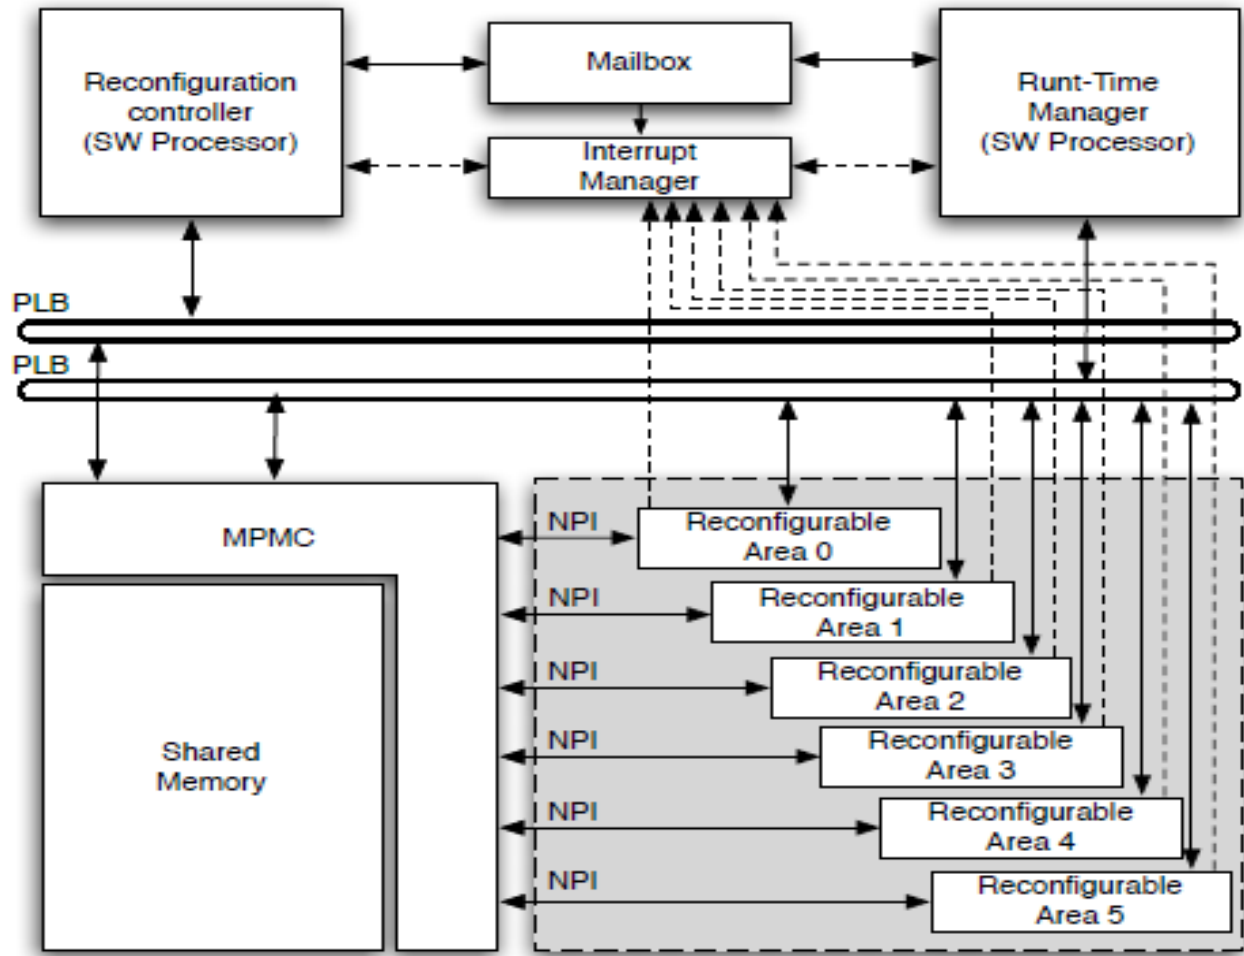 Reconfiguration
controller
(SW Processor)
Mailbox
Runt-Time
Manager
(SW Processor)
Interrupt
Manager
PLB
PLB
MPMC
Shared
Memory
NPI
Reconfigurable
Area 0
NPI
Reconfigurable
Area 1
NPI
Reconfigurable
Area 2
NPI
Reconfigurable
Area 3
NPI
Reconfigurable
Area 4
NPI
Reconfigurable
Area 5